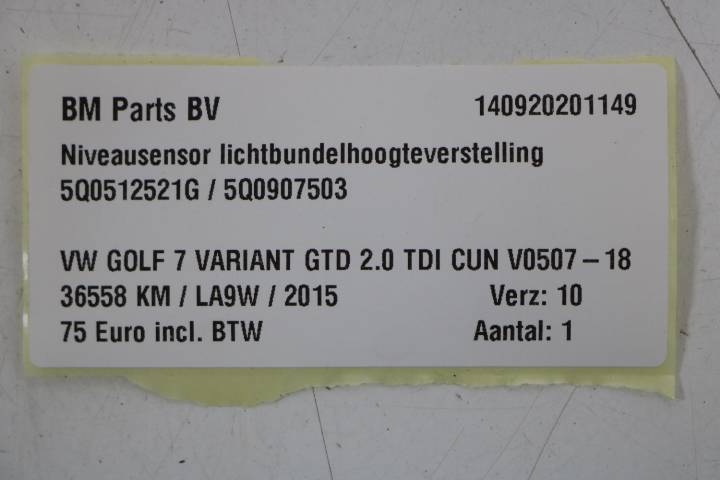 BM Parts BV 140920201149
Niveausensor lichtbundelhoogteverstelling
5Q0512521G / 5Q0907503
VW GOLF 7 VARIANT GTD 2.0 TDI CUN V0507 – 18
36558 KM / LA9W / 2015 Verz: 10
75 Euro incl. BTW Aantal: 1